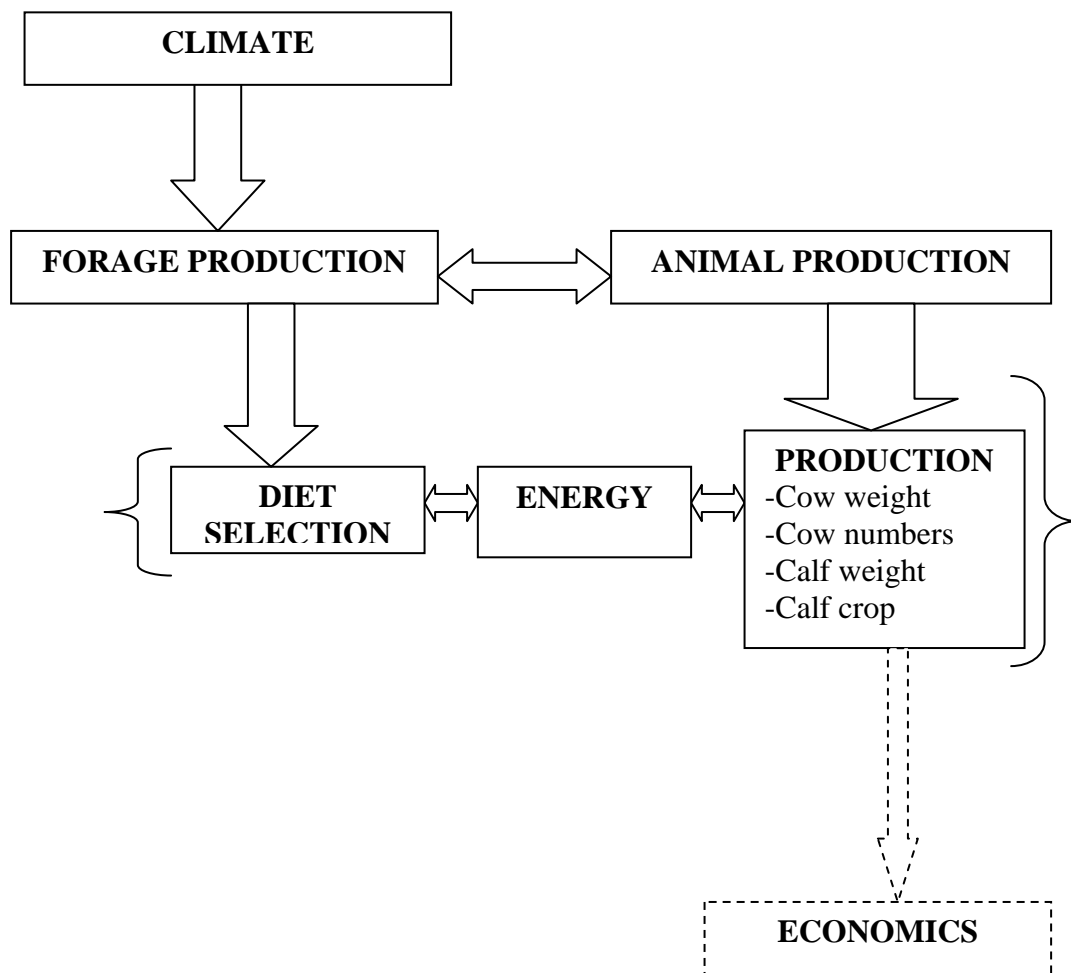 CLIMATE
FORAGE PRODUCTION
ANIMAL PRODUCTION
DIET
SELECTION
ENERGY
PRODUCTION
-Cow weight
-Cow numbers
-Calf weight
-Calf crop
ECONOMICS